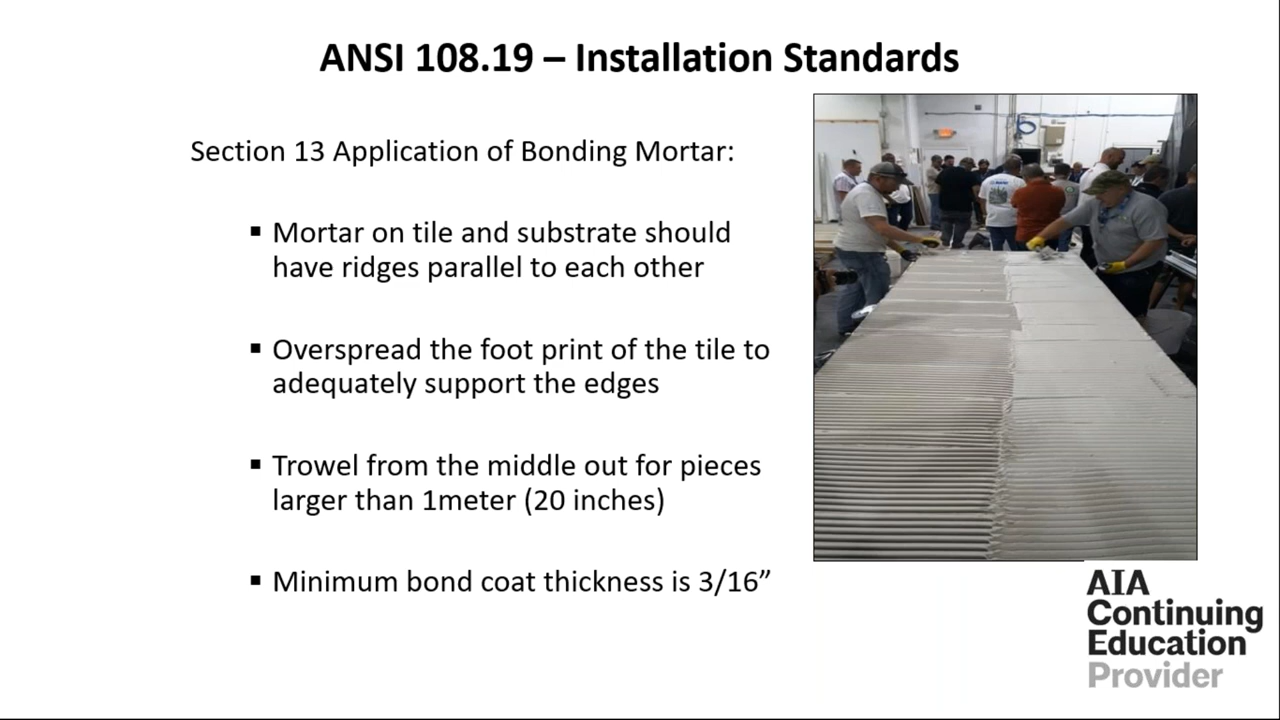 ANSI 108.19 – Installation Standards
Section 13 Application of Bonding Mortar:
▪ Mortar on tile and substrate should
have ridges parallel to each other
▪ Overspread the foot print of the tile to
adequately support the edges
▪ Trowel from the middle out for pieces
larger than 1meter (20 inches)
▪ Minimum bond coat thickness is 3/16”
AIA
Continuing
Education
Provider